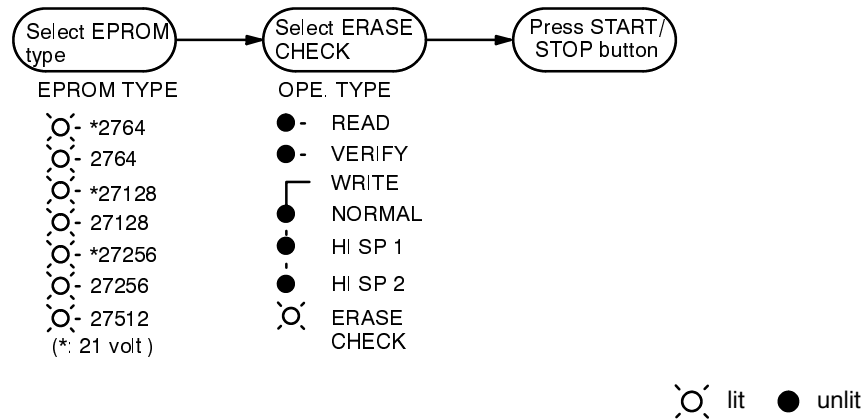 Select EPROM
type
Select ERASE
CHECK
Press START/
STOP button
EPROM TYPE
*2764
2764
*27128
27128
*27256
27256
27512
(*: 21 volt )
OPE. TYPE
READ
VERIFY
WRITE
NORMAL
HI SP 1
HI SP 2
ERASE
CHECK
lit
unlit